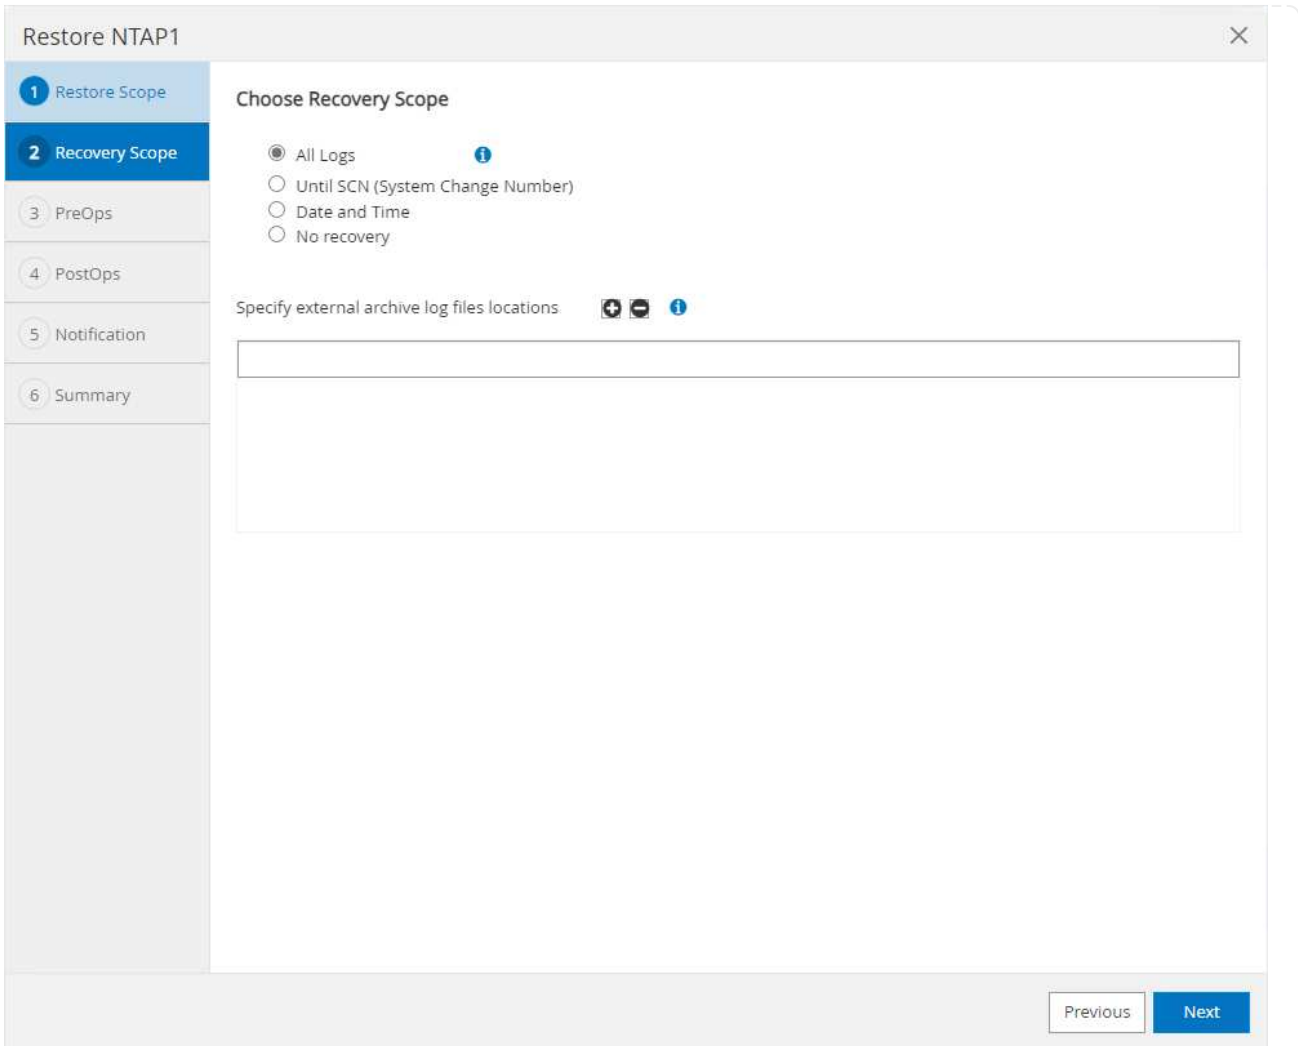 Restore NTAP1
1 Restore Scope
2 Recovery Scope
3 PreOps
4 PostOps
5 Notification
6 Summary
Choose Recovery Scope
All Logs
Until SCN (System Change Number)
Date and Time
No recovery
Specify external archive log files locations
Previous
Next